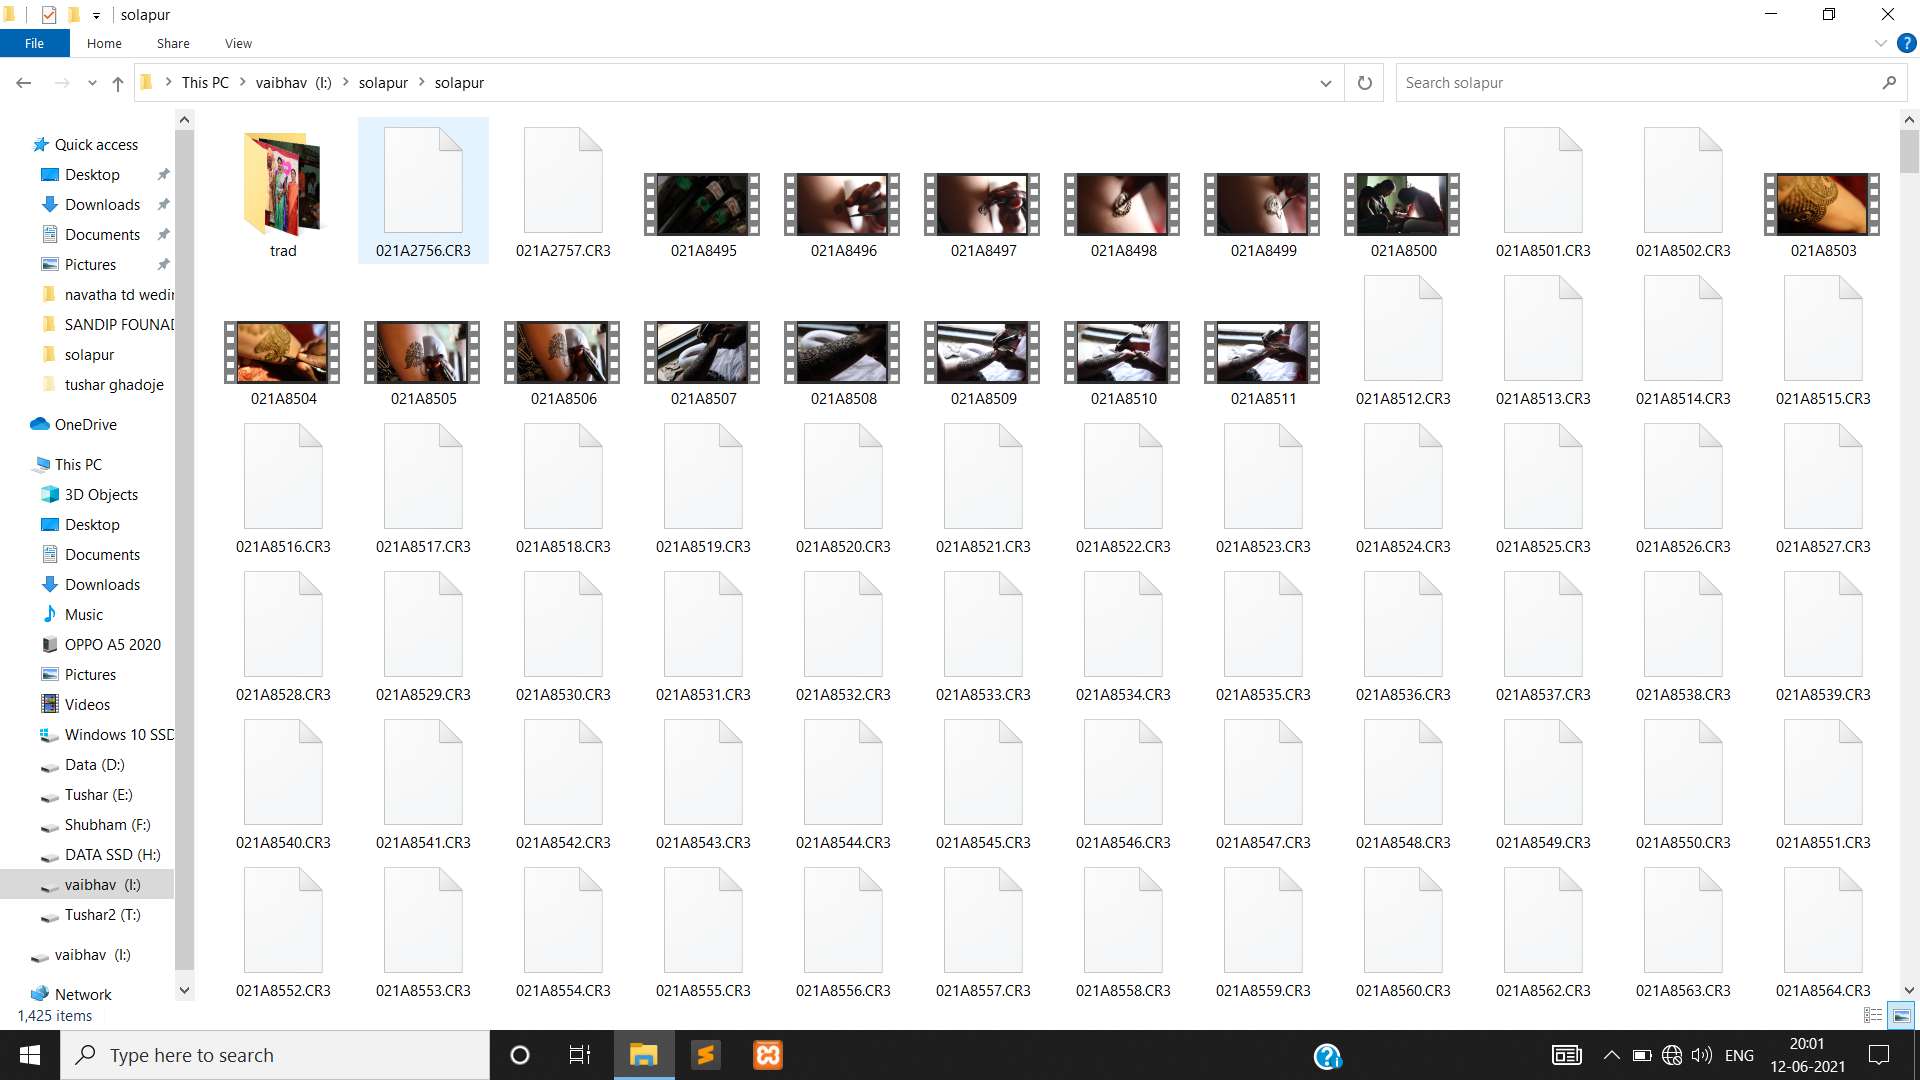 solapur
File Home Share View
This PC vaibhav (I:) solapur solapur
Search solapur
Quick access
Desktop
Downloads
Documents
Pictures
navatha td wedin
SANDIP FOUNAD
solapur
tushar ghadoje
OneDrive
This PC
3D Objects
Desktop
Documents
Downloads
Music
OPPO A5 2020
Pictures
Videos
Windows 10 SSD
Data (D:)
Tushar (E:)
Shubham (F:)
DATA SSD (H:)
vaibhav (I:)
Tushar2 (T:)
vaibhav (I:)
Network
trad 021A2756.CR3 021A2757.CR3 021A8495 021A8496 021A8497 021A8498 021A8499 021A8500 021A8501.CR3 021A8502.CR3 021A8503
021A8504 021A8505 021A8506 021A8507 021A8508 021A8509 021A8510 021A8511 021A8512.CR3 021A8513.CR3 021A8514.CR3 021A8515.CR3
021A8516.CR3 021A8517.CR3 021A8518.CR3 021A8519.CR3 021A8520.CR3 021A8521.CR3 021A8522.CR3 021A8523.CR3 021A8524.CR3 021A8525.CR3 021A8526.CR3 021A8527.CR3
021A8528.CR3 021A8529.CR3 021A8530.CR3 021A8531.CR3 021A8532.CR3 021A8533.CR3 021A8534.CR3 021A8535.CR3 021A8536.CR3 021A8537.CR3 021A8538.CR3 021A8539.CR3
021A8540.CR3 021A8541.CR3 021A8542.CR3 021A8543.CR3 021A8544.CR3 021A8545.CR3 021A8546.CR3 021A8547.CR3 021A8548.CR3 021A8549.CR3 021A8550.CR3 021A8551.CR3
021A8552.CR3 021A8553.CR3 021A8554.CR3 021A8555.CR3 021A8556.CR3 021A8557.CR3 021A8558.CR3 021A8559.CR3 021A8560.CR3 021A8562.CR3 021A8563.CR3 021A8564.CR3
1,425 items
Type here to search
ENG
20:01
12-06-2021